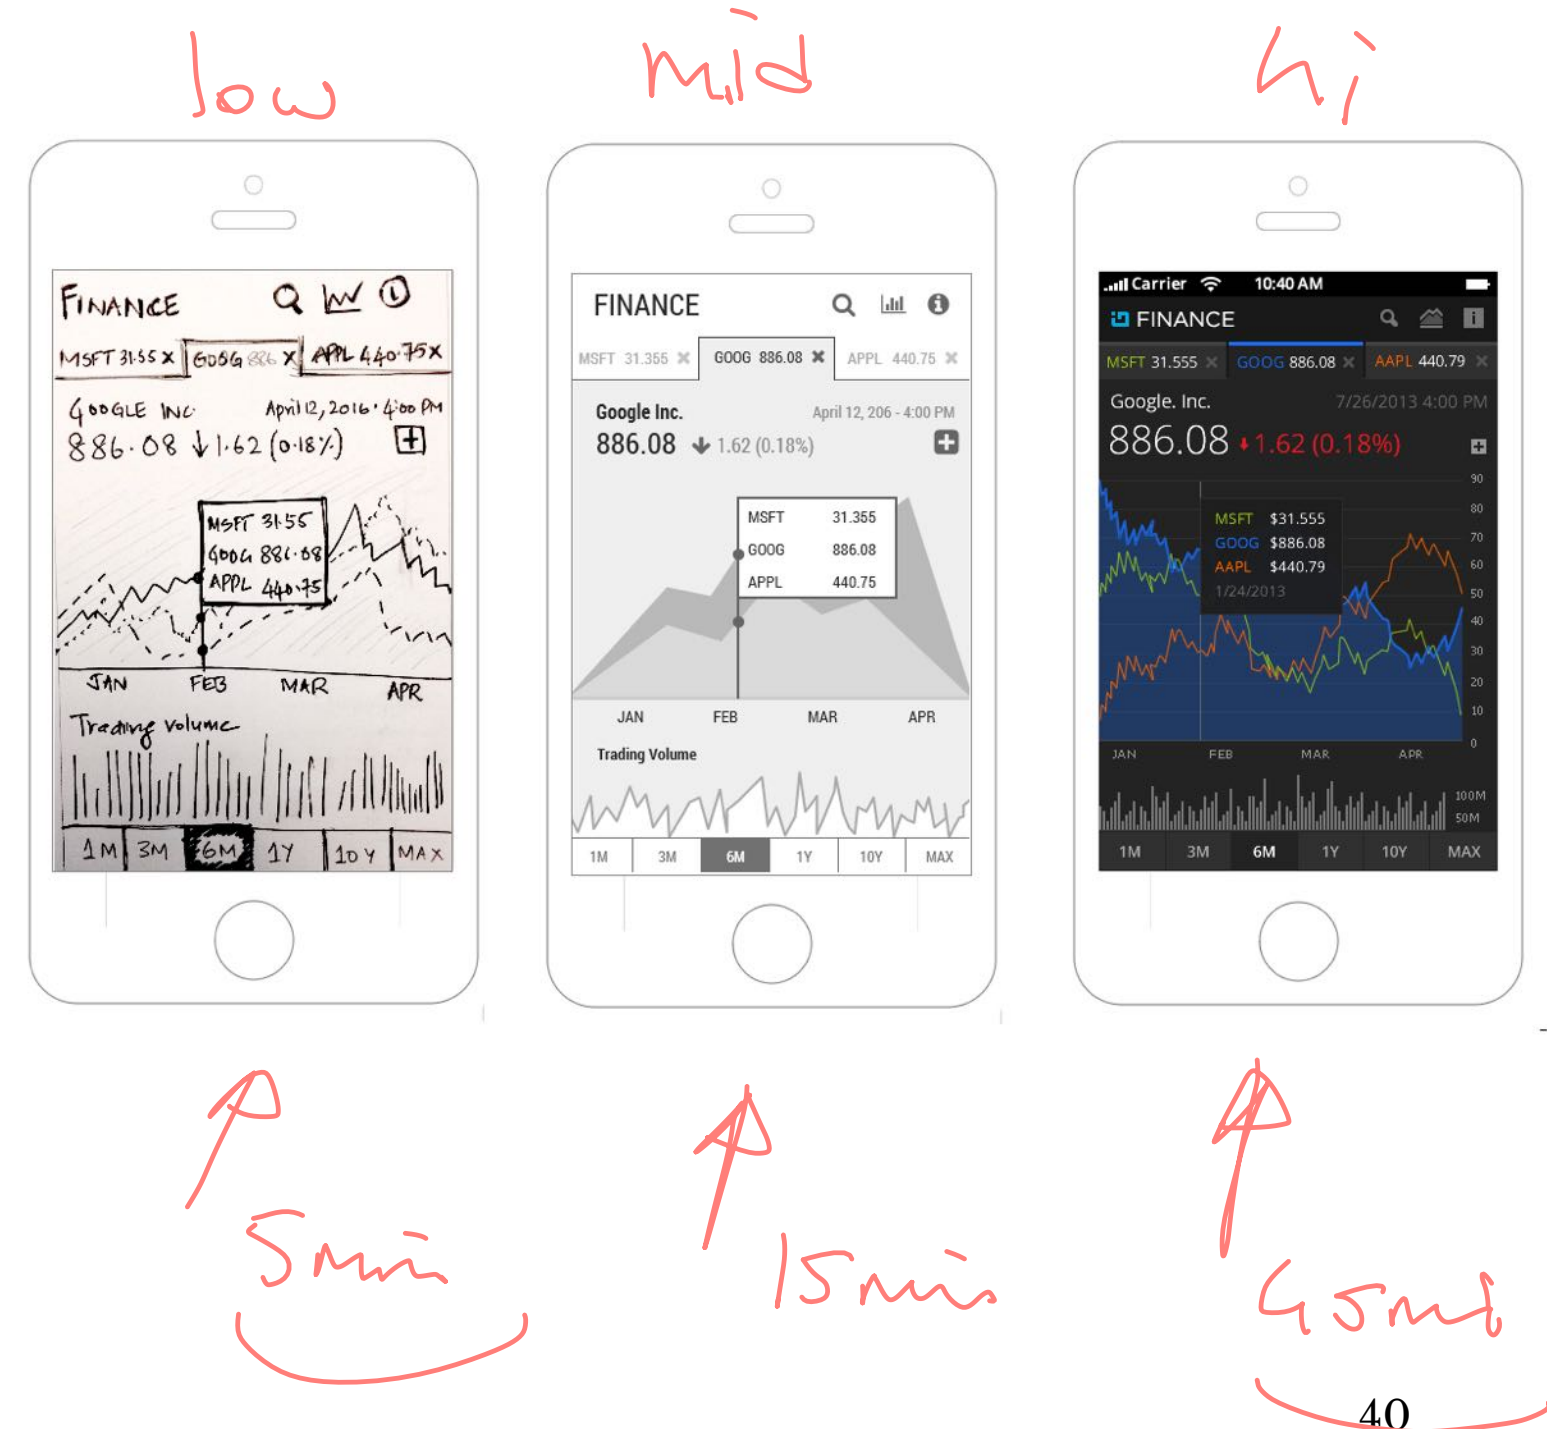 low
mid
hi
FINANCE
MSFT 31.55 X
GOOG 886 X
APPL 440.75 X
GOOGLE INC.
April 12, 2016 · 4:00 PM
886.08 ↓ 1.62 (0.18%)
MSFT 31.55
GOOG 886.08
APPL 440.75
JAN FEB MAR APR
Trading Volume
1M 3M 6M 1Y 10Y MAX
FINANCE
MSFT 31.355 ×
GOOG 886.08 ×
APPL 440.75 ×
Google Inc.
April 12, 206 - 4:00 PM
886.08 ↓ 1.62 (0.18%)
MSFT 31.355
GOOG 886.08
APPL 440.75
JAN FEB MAR APR
Trading Volume
1M 3M 6M 1Y 10Y MAX
Carrier 10:40 AM
FINANCE
MSFT 31.555 ×
GOOG 886.08 ×
AAPL 440.79 ×
Google. Inc.
7/26/2013 4:00 PM
886.08 ↓1.62 (0.18%)
90
80
70
60
50
40
30
20
10
0
MSFT $31.555
GOOG $886.08
AAPL $440.79
1/24/2013
JAN FEB MAR APR
100M
50M
1M 3M 6M 1Y 10Y MAX
5min
15min
45mi
40